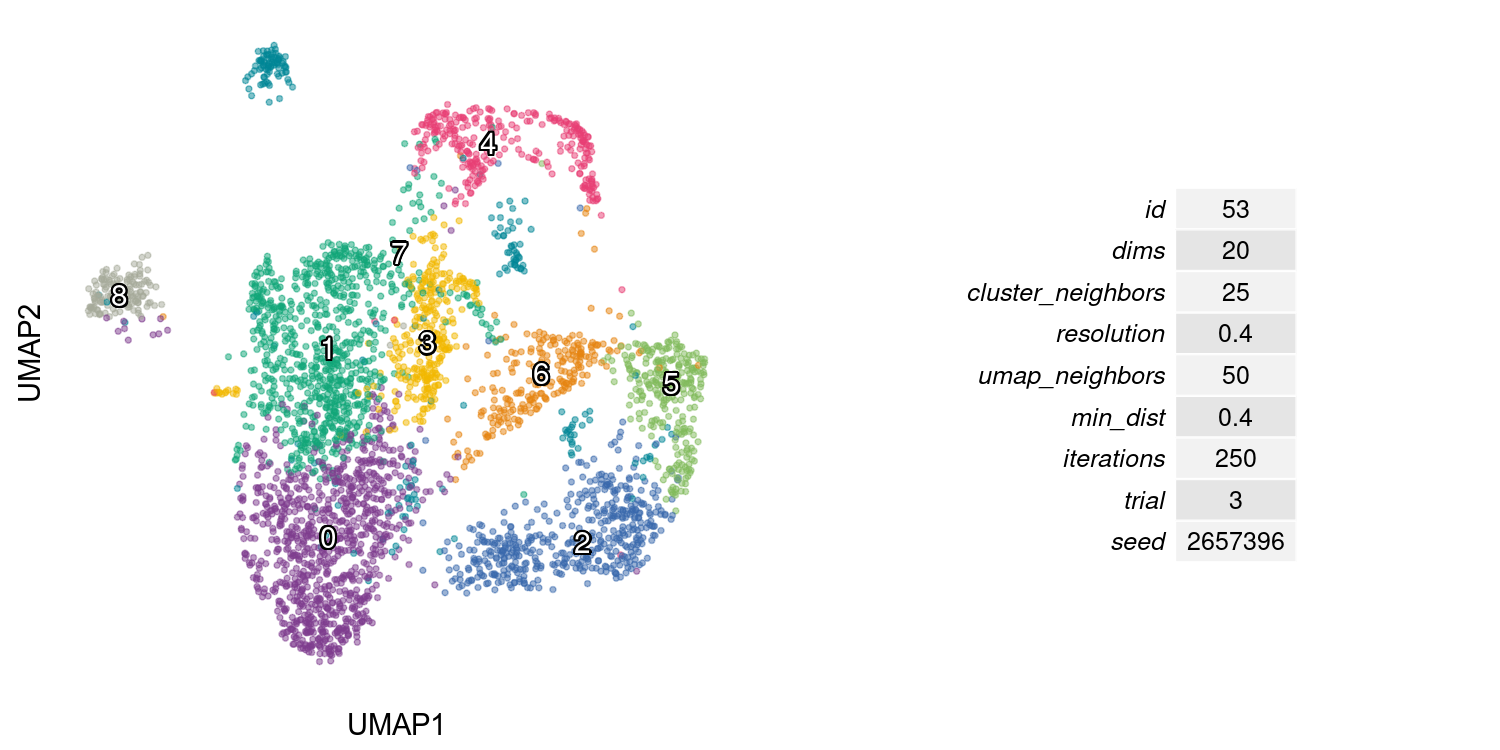 4
7
8
1
3
6
5
0
2
UMAP2
UMAP1
id 53
dims 20
cluster_neighbors 25
resolution 0.4
umap_neighbors 50
min_dist 0.4
iterations 250
trial 3
seed 2657396